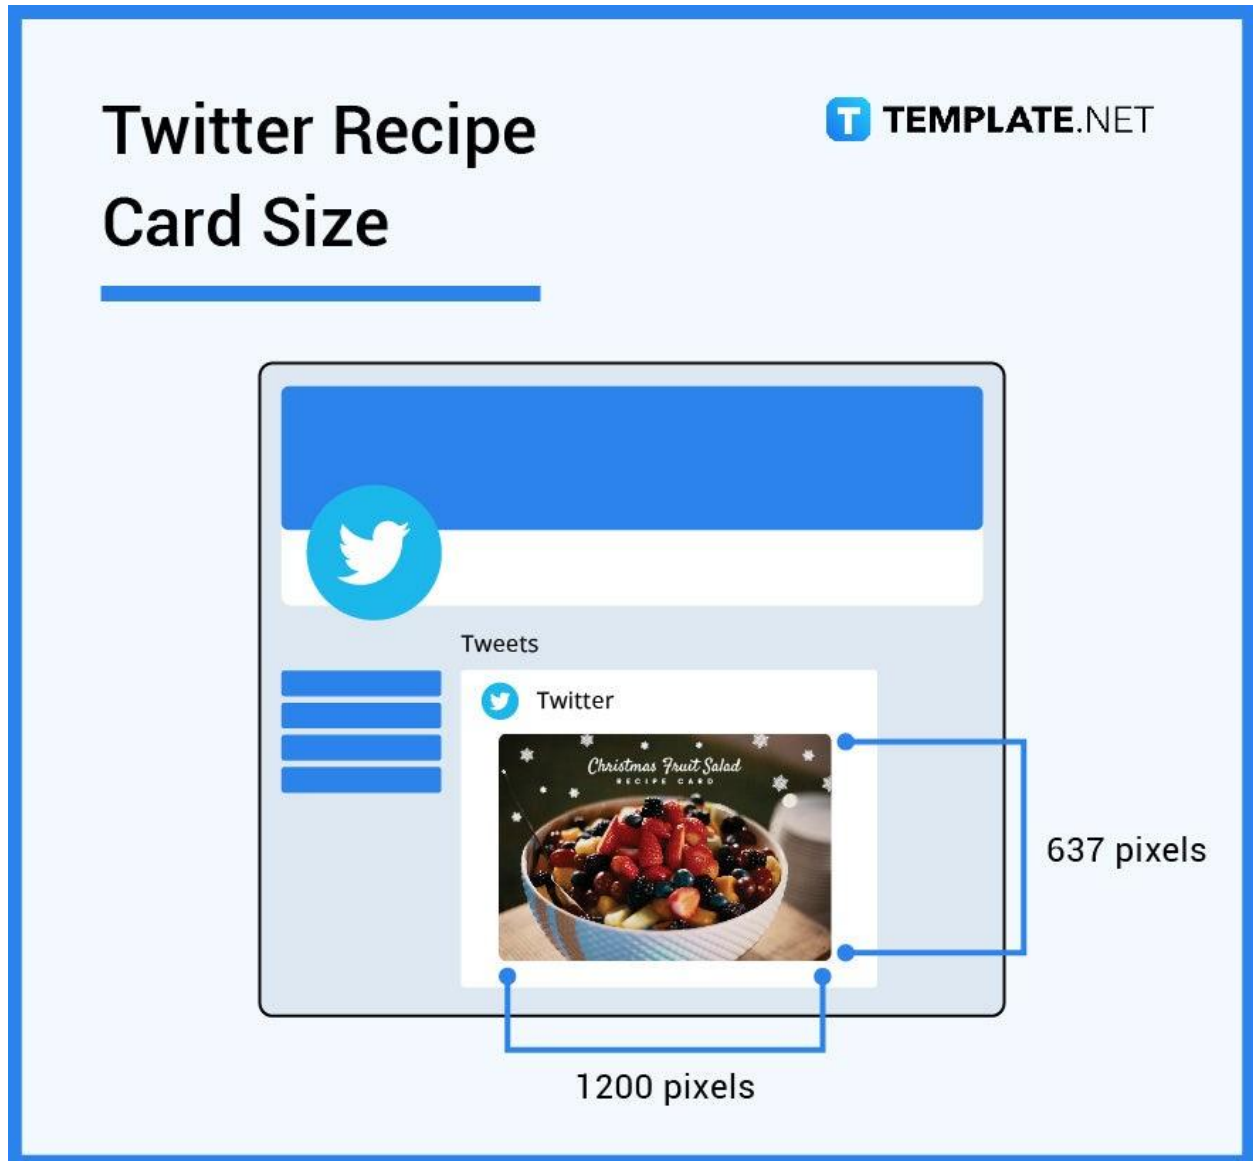 Twitter Recipe
Card Size
T TEMPLATE.NET
Tweets
Twitter
Christmas Fruit Salad
RECIPE CARD
637 pixels
1200 pixels